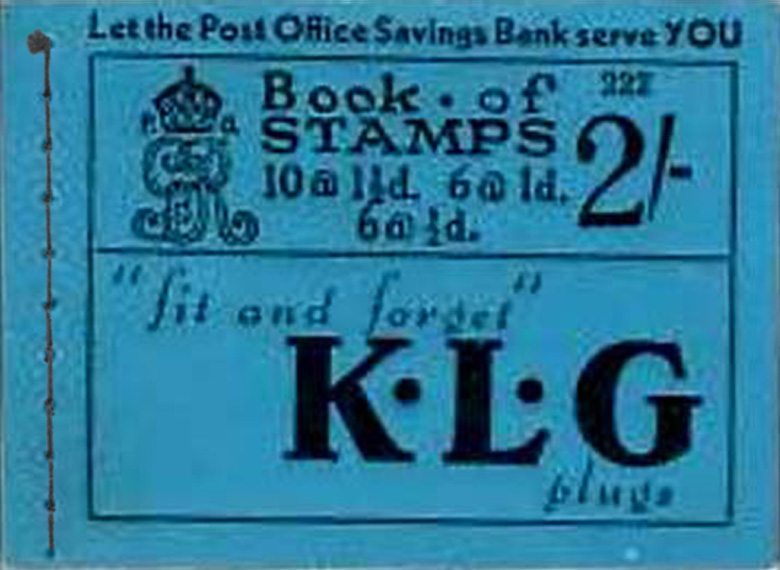 Let the Post Office Savings Bank serve YOU
Book · of
222
STAMPS
2/-
10 @ 1½d. 6 @ 1d.
6 @ ½d.
"fit and forget"
K·L·G
plugs